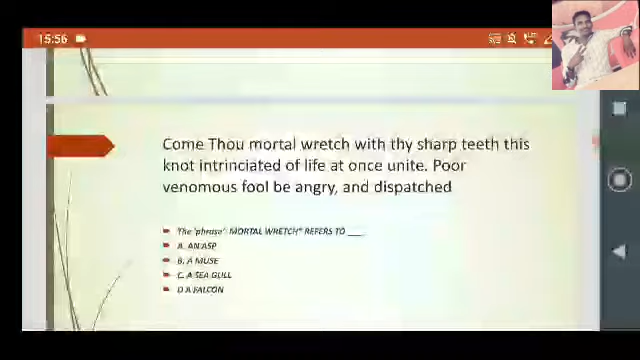 15:56
Come Thou mortal wretch with thy sharp teeth this
knot intrinciated of life at once unite. Poor
venomous fool be angry, and dispatched
The 'phrase': MORTAL WRETCH" REFERS TO ____
A. AN ASP
B. A MUSE
C. A SEA GULL
D A FALCON